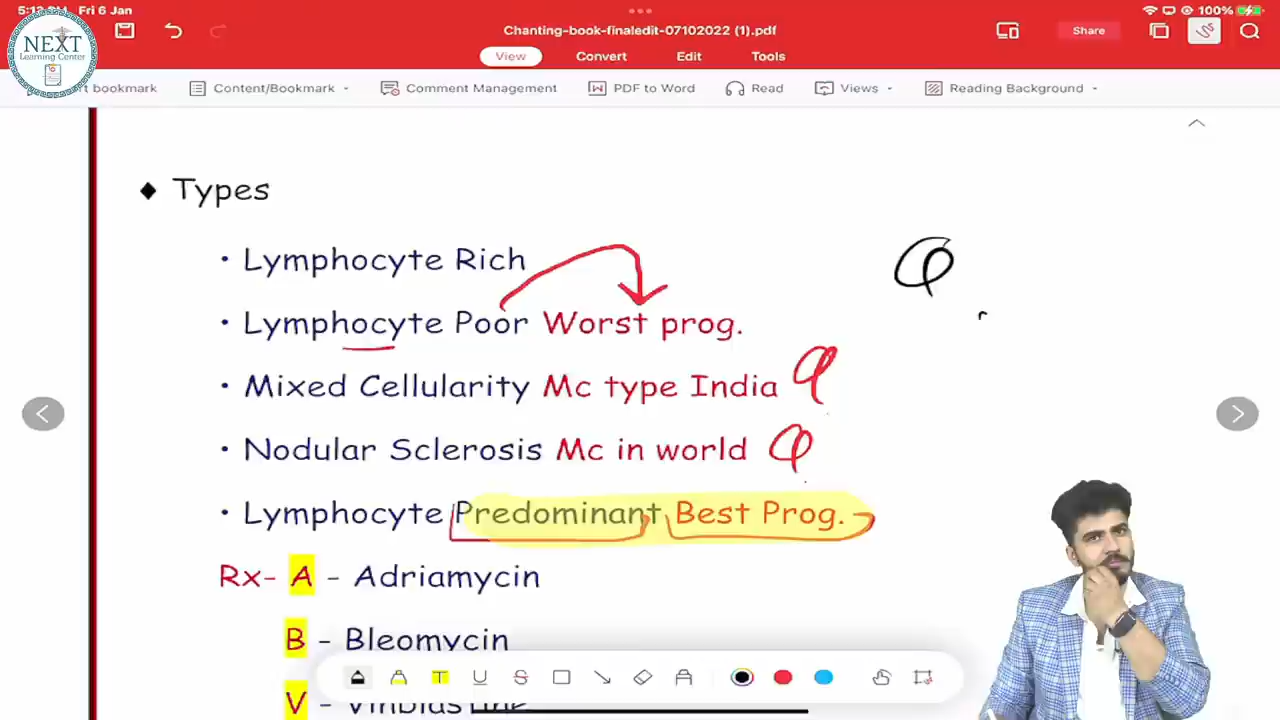 5:13 PM Fri 6 Jan
100%
NEXT
Learning Center
Chanting-book-finaledit-07102022 (1).pdf
Share
View Convert Edit Tools
bookmark Content/Bookmark Comment Management PDF to Word Read Views Reading Background
◆ Types
• Lymphocyte Rich
• Lymphocyte Poor Worst prog.
• Mixed Cellularity Mc type India
• Nodular Sclerosis Mc in world
• Lymphocyte Predominant Best Prog.
Rx- A - Adriamycin
B - Bleomycin
V - Vinblastine
T U S